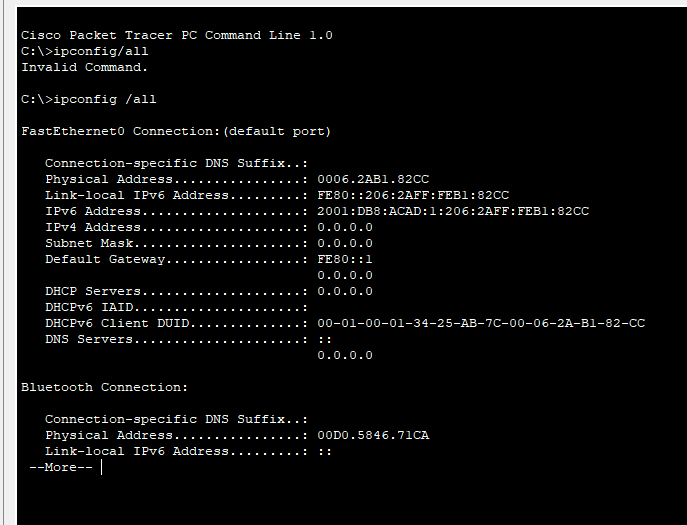 Cisco Packet Tracer PC Command Line 1.0
C:\>ipconfig/all
Invalid Command.
C:\>ipconfig /all
FastEthernet0 Connection:(default port)
Connection-specific DNS Suffix..:
Physical Address................: 0006.2AB1.82CC
Link-local IPv6 Address.........: FE80::206:2AFF:FEB1:82CC
IPv6 Address....................: 2001:DB8:ACAD:1:206:2AFF:FEB1:82CC
IPv4 Address....................: 0.0.0.0
Subnet Mask.....................: 0.0.0.0
Default Gateway.................: FE80::1
0.0.0.0
DHCP Servers....................: 0.0.0.0
DHCPv6 IAID.....................:
DHCPv6 Client DUID..............: 00-01-00-01-34-25-AB-7C-00-06-2A-B1-82-CC
DNS Servers.....................: ::
0.0.0.0
Bluetooth Connection:
Connection-specific DNS Suffix..:
Physical Address................: 00D0.5846.71CA
Link-local IPv6 Address.........: ::
--More--